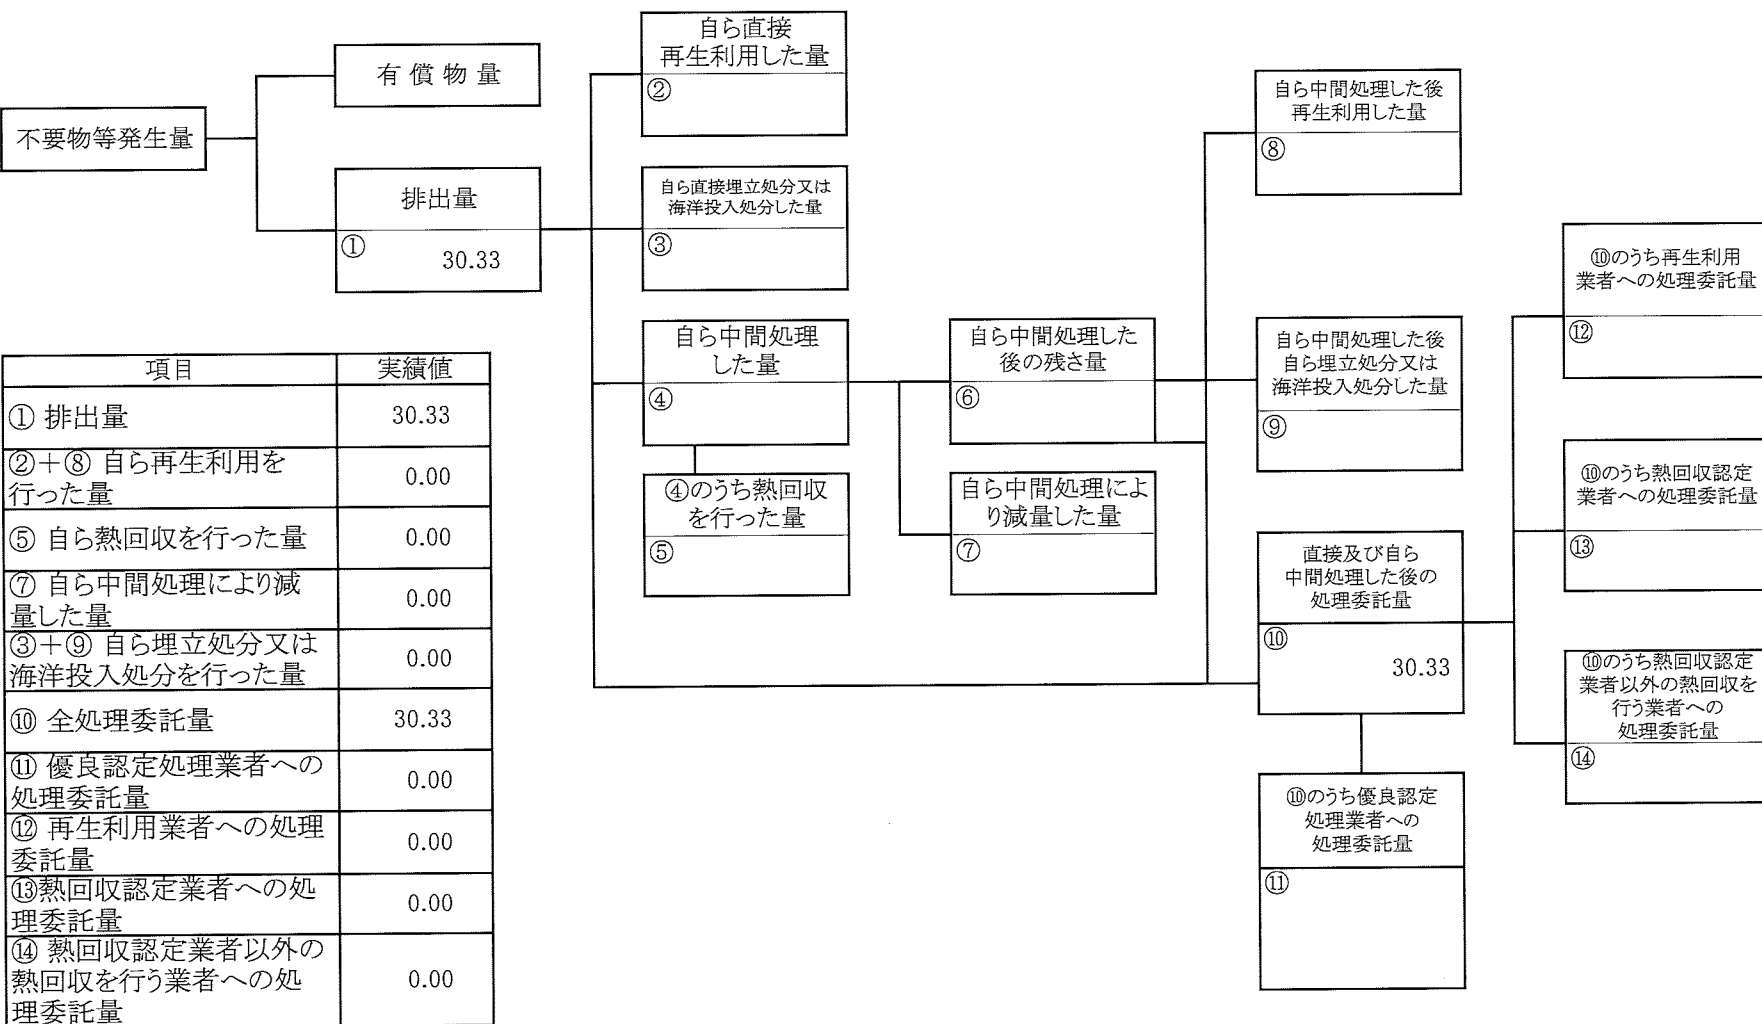 不要物等発生量
有償物量
排出量
①
30.33
自ら直接
再生利用した量
②
自ら直接埋立処分又は
海洋投入処分した量
③
自ら中間処理
した量
④
④のうち熱回収
を行った量
⑤
自ら中間処理した
後の残さ量
⑥
自ら中間処理によ
り減量した量
⑦
自ら中間処理した後
再生利用した量
⑧
自ら中間処理した後
自ら埋立処分又は
海洋投入処分した量
⑨
直接及び自ら
中間処理した後の
処理委託量
⑩
30.33
⑩のうち優良認定
処理業者への
処理委託量
⑪
⑩のうち再生利用
業者への処理委託量
⑫
⑩のうち熱回収認定
業者への処理委託量
⑬
⑩のうち熱回収認定
業者以外の熱回収を
行う業者への
処理委託量
⑭
項目 実績値
① 排出量 30.33
②+⑧ 自ら再生利用を
行った量 0.00
⑤ 自ら熱回収を行った量 0.00
⑦ 自ら中間処理により減
量した量 0.00
③+⑨ 自ら埋立処分又は
海洋投入処分を行った量 0.00
⑩ 全処理委託量 30.33
⑪ 優良認定処理業者への
処理委託量 0.00
⑫ 再生利用業者への処理
委託量 0.00
⑬熱回収認定業者への処
理委託量 0.00
⑭ 熱回収認定業者以外の
熱回収を行う業者への処
理委託量 0.00